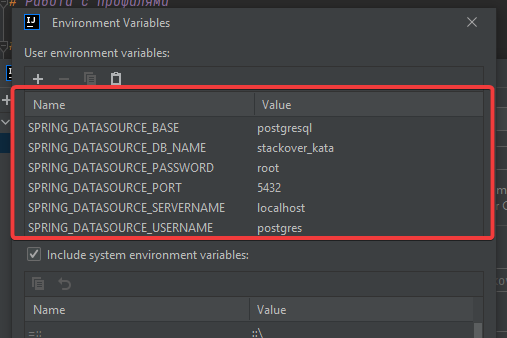 # Работа с профилями
Environment Variables
User environment variables:
Name Value
SPRING_DATASOURCE_BASE postgresql
SPRING_DATASOURCE_DB_NAME stackover_kata
SPRING_DATASOURCE_PASSWORD root
SPRING_DATASOURCE_PORT 5432
SPRING_DATASOURCE_SERVERNAME localhost
SPRING_DATASOURCE_USERNAME postgres
Include system environment variables:
Name Value
=:: ::\